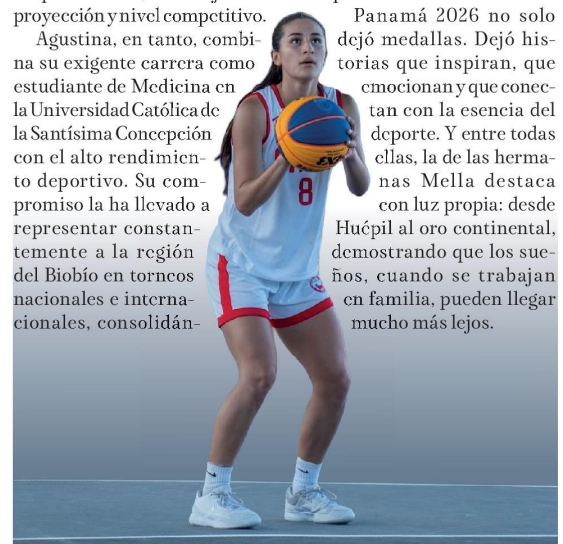 proyección y nivel competitivo.
Agustina, en tanto, combi-
na su exigente carrera como
estudiante de Medicina en
la Universidad Católica de
la Santísima Concepción
con el alto rendimien-
to deportivo. Su com-
promiso la ha llevado a
representar constan-
temente a la región
del Biobío en torneos
nacionales e interna-
cionales, consolidán-
Panamá 2026 no solo
dejó medallas. Dejó his-
torias que inspiran, que
emocionan y que conec-
tan con la esencia del
deporte. Y entre todas
ellas, la de las herma-
nas Mella destaca
con luz propia: desde
Huépil al oro continental,
demostrando que los sue-
ños, cuando se trabajan
en familia, pueden llegar
mucho más lejos.
8